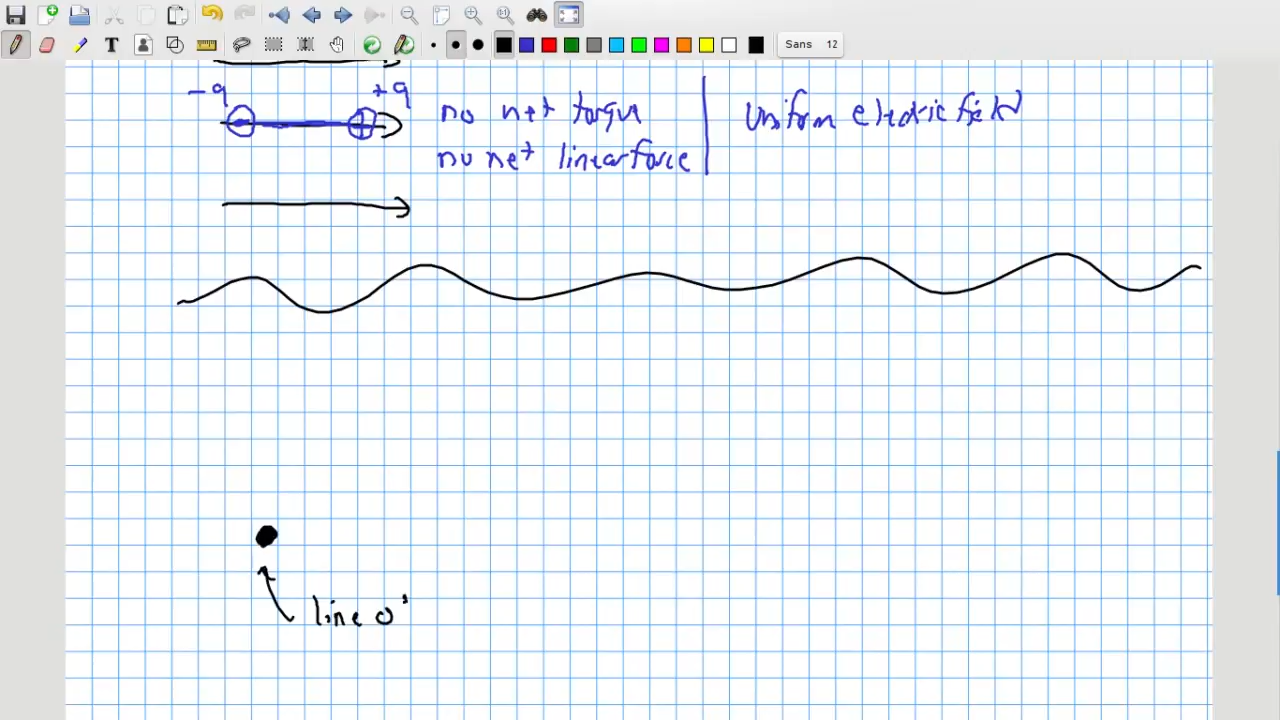 Sans 12
-q +q
no net torque | uniform electric field
no net linear force
line o'